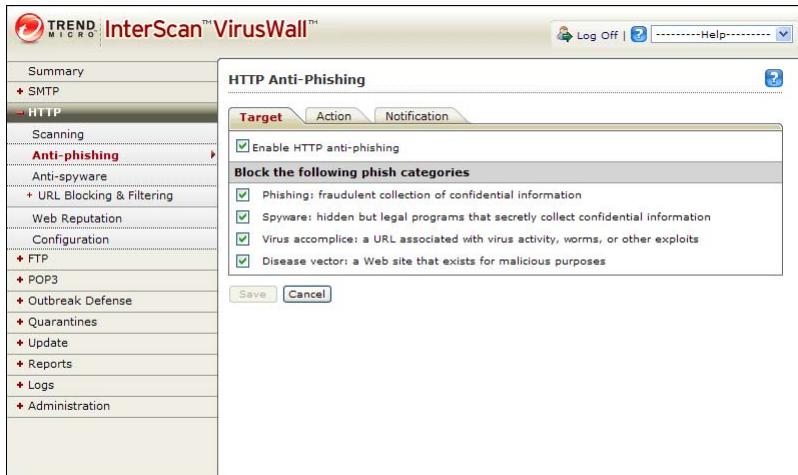 TREND MICRO InterScan™ VirusWall™
Log Off | ? ---------Help---------
Summary
+ SMTP
- HTTP
Scanning
Anti-phishing
Anti-spyware
+ URL Blocking & Filtering
Web Reputation
Configuration
+ FTP
+ POP3
+ Outbreak Defense
+ Quarantines
+ Update
+ Reports
+ Logs
+ Administration
HTTP Anti-Phishing ?
Target Action Notification
Enable HTTP anti-phishing
Block the following phish categories
Phishing: fraudulent collection of confidential information
Spyware: hidden but legal programs that secretly collect confidential information
Virus accomplice: a URL associated with virus activity, worms, or other exploits
Disease vector: a Web site that exists for malicious purposes
Save Cancel